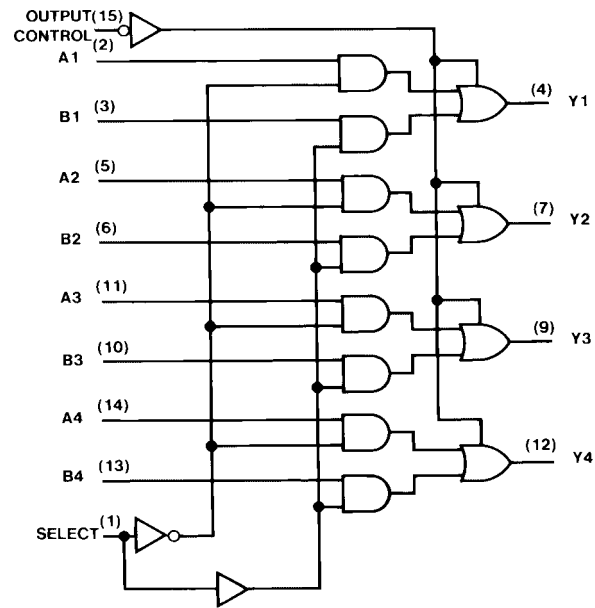 OUTPUT (15)
CONTROL
A1 (2)
B1 (3)
A2 (5)
B2 (6)
A3 (11)
B3 (10)
A4 (14)
B4 (13)
SELECT (1)
(4) Y1
(7) Y2
(9) Y3
(12) Y4